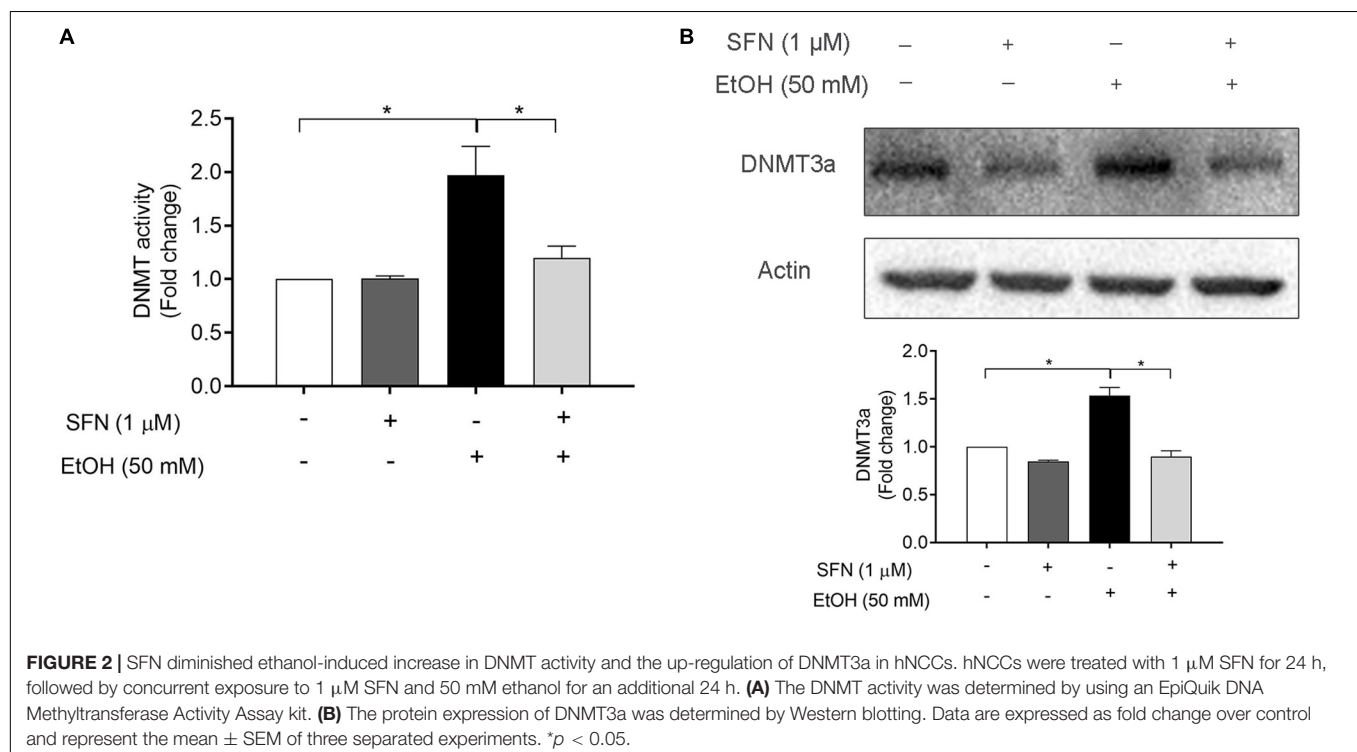 A
*
*
2.5
2.0
1.5
1.0
0.5
0.0
DNMT activity
(Fold change)
SFN (1 μM)
- + - +
EtOH (50 mM)
- - + +
B
SFN (1 μM) – + – +
EtOH (50 mM) – – + +
DNMT3a
Actin
*
*
2.0
1.5
1.0
0.5
0.0
DNMT3a
(Fold change)
SFN (1 μM) - + - +
EtOH (50 mM) - - + +
FIGURE 2 | SFN diminished ethanol-induced increase in DNMT activity and the up-regulation of DNMT3a in hNCCs. hNCCs were treated with 1 μM SFN for 24 h,
followed by concurrent exposure to 1 μM SFN and 50 mM ethanol for an additional 24 h. (A) The DNMT activity was determined by using an EpiQuik DNA
Methyltransferase Activity Assay kit. (B) The protein expression of DNMT3a was determined by Western blotting. Data are expressed as fold change over control
and represent the mean ± SEM of three separated experiments. *p < 0.05.